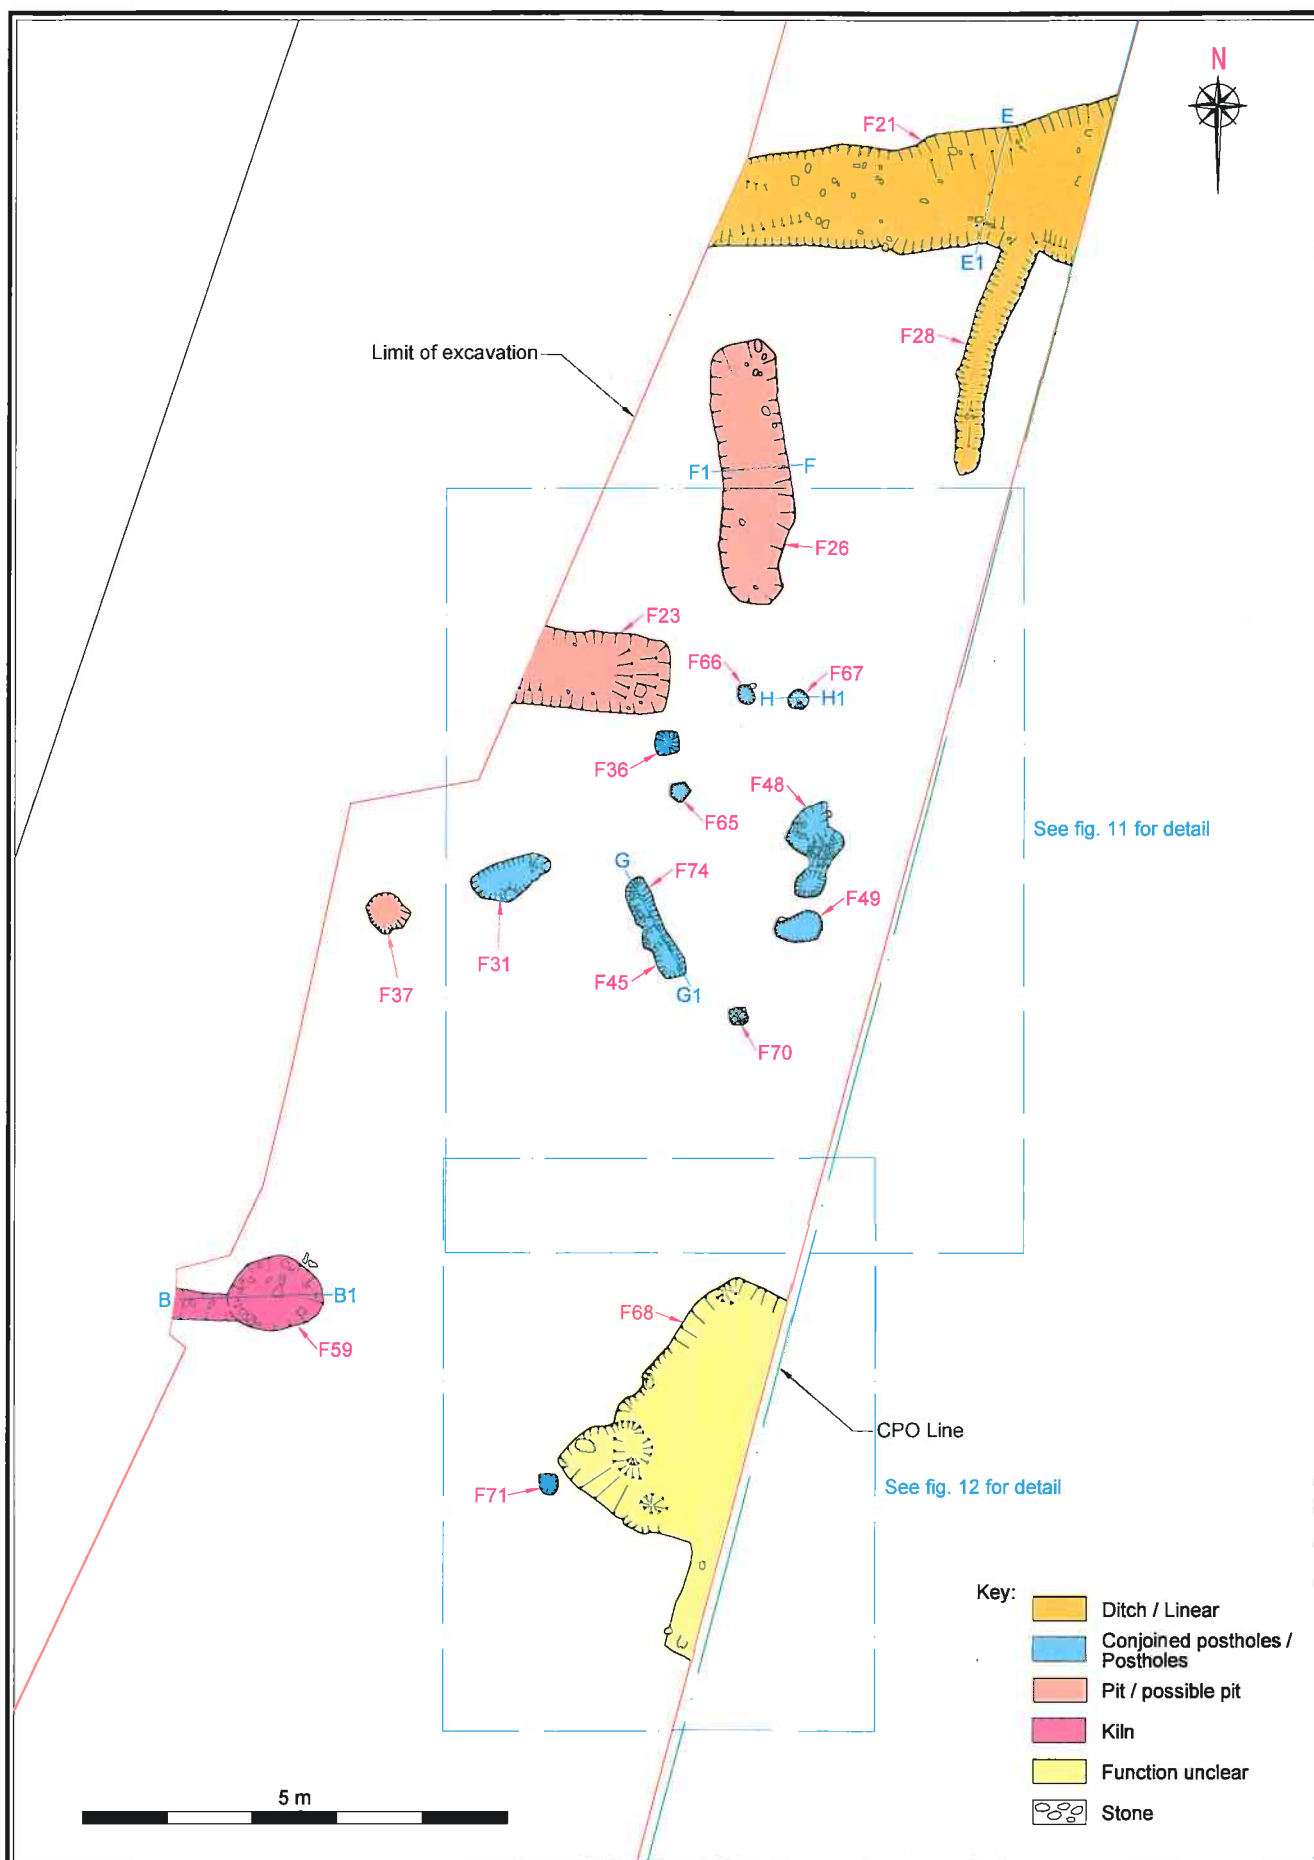 N
E
F21
E1
F28
Limit of excavation
F1
F
F26
F23
F66
F67
H
H1
F36
F48
F65
See fig. 11 for detail
G
F74
F49
F31
F45
F37
G1
F70
B
B1
F68
F59
CPO Line
See fig. 12 for detail
F71
Key:
Ditch / Linear
Conjoined postholes /
Postholes
Pit / possible pit
Kiln
Function unclear
5 m
Stone